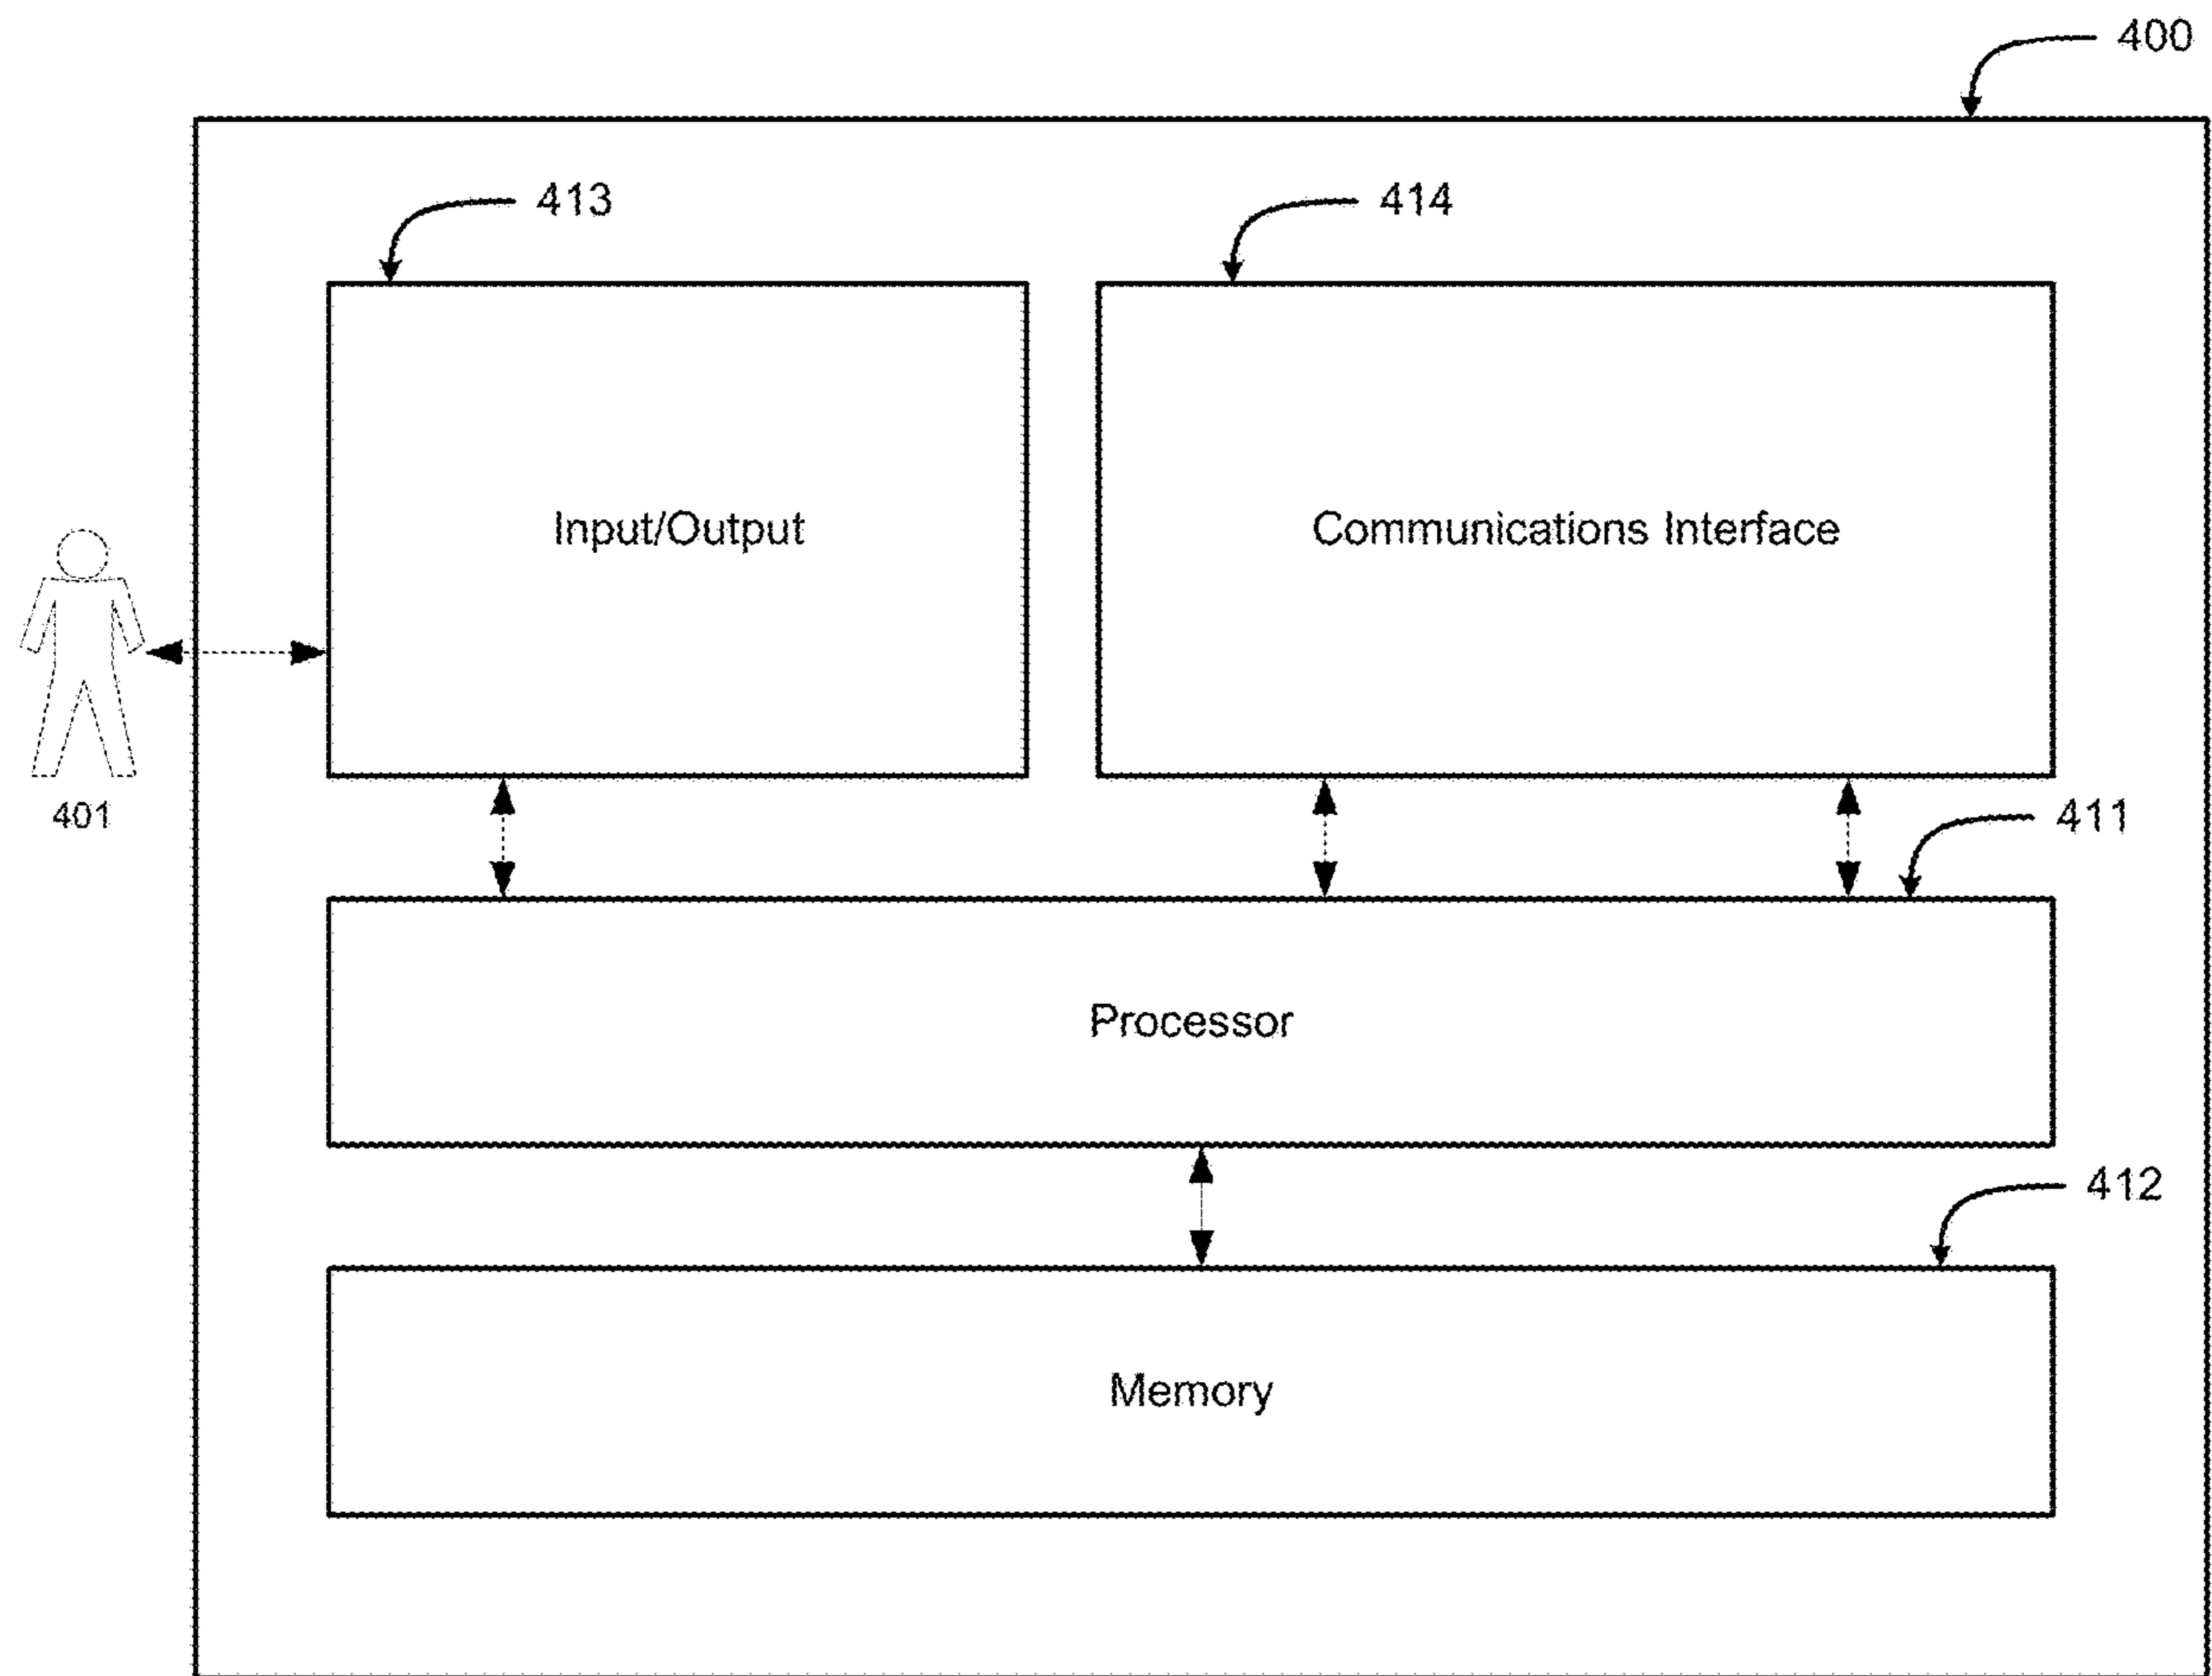 400
413
414
Input/Output
Communications Interface
401
411
Processor
412
Memory